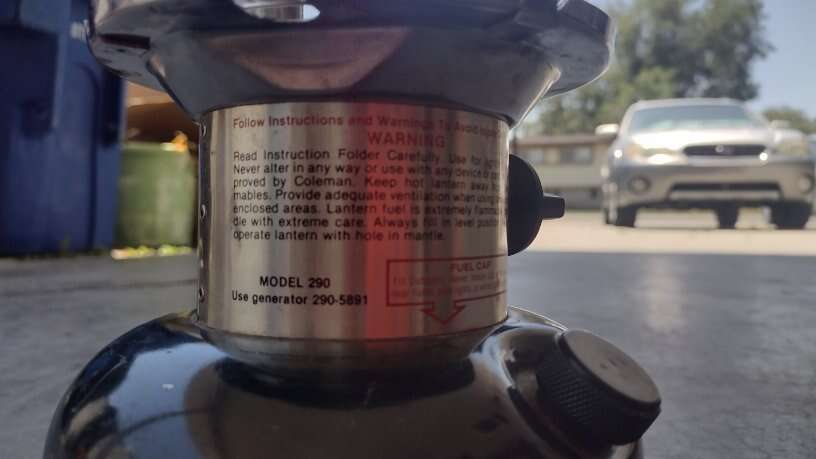 Follow Instructions and Warnings To Avoid
WARNING
Read Instruction Folder Carefully. Use for
Never alter in any way or use with any device or
proved by Coleman. Keep hot lantern away
mables. Provide adequate ventilation when using
enclosed areas. Lantern fuel is extremely
dle with extreme care. Always fill in level position
operate lantern with hole in mantle.
MODEL 290
Use generator 290-5891
FUEL CAP